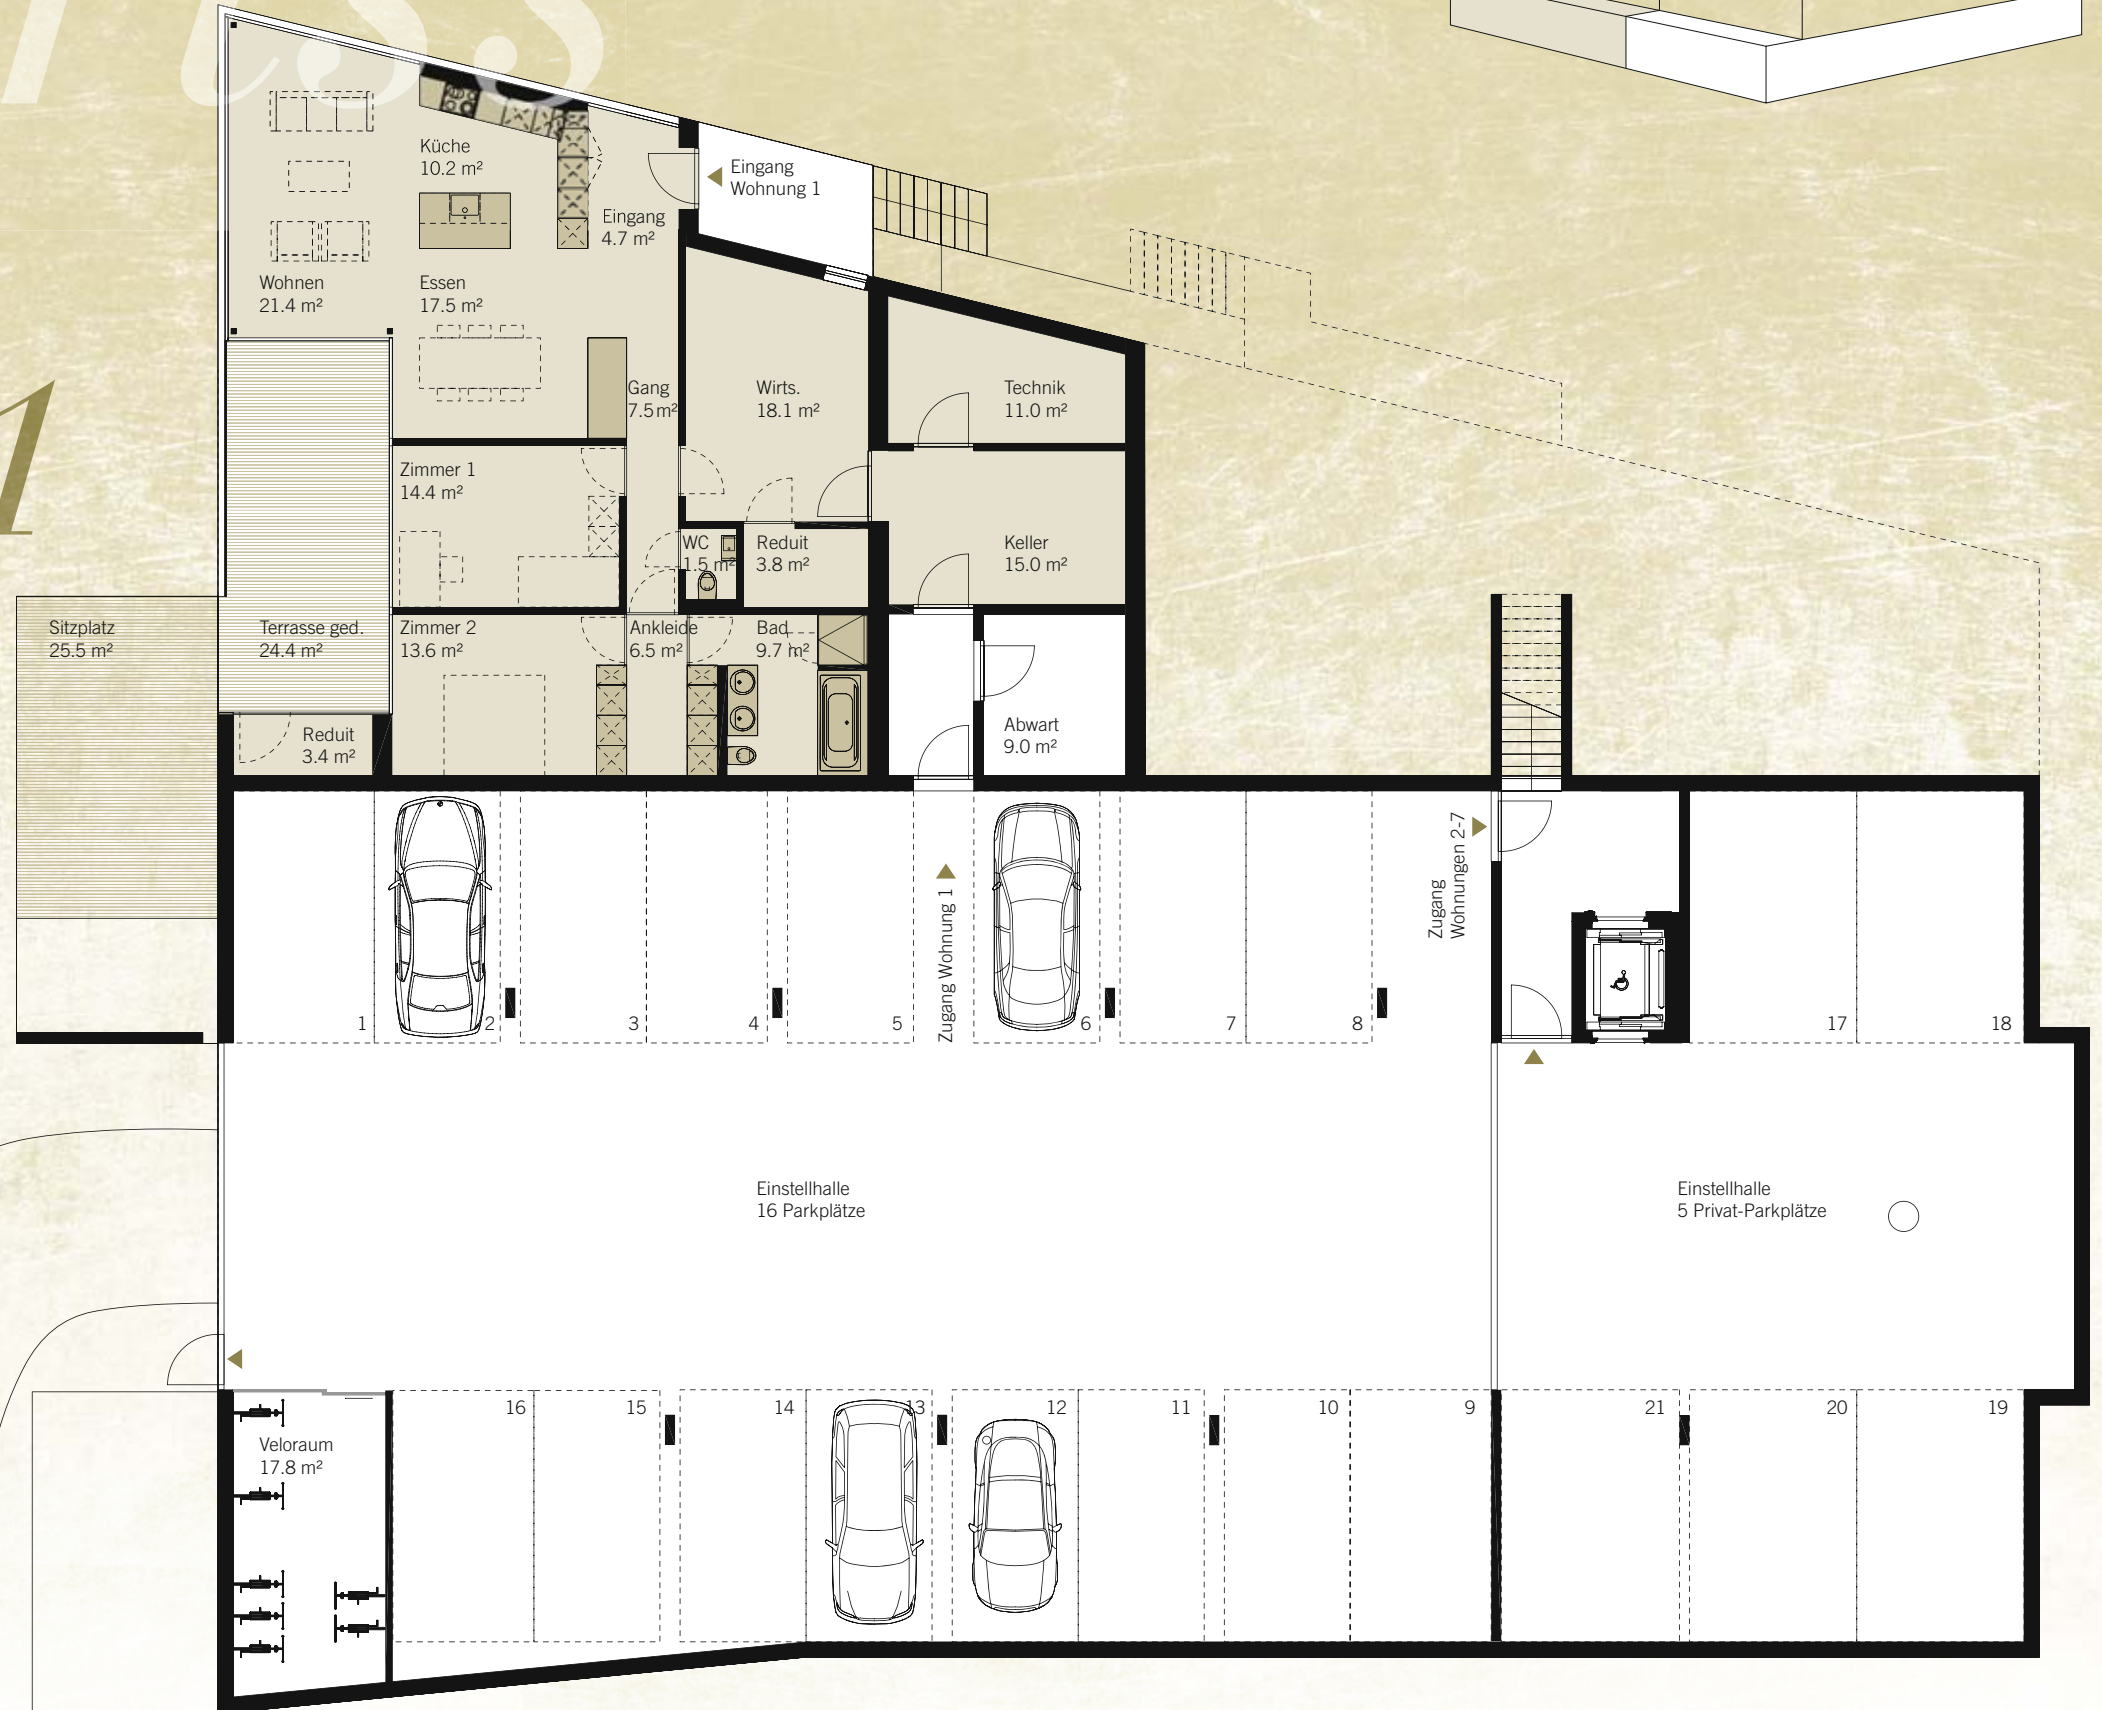 Küche
10.2 m²
Eingang
Wohnung 1
Eingang
4.7 m²
Wohnen
21.4 m²
Essen
17.5 m²
1
Gang
7.5 m²
Wirts.
18.1 m²
Technik
11.0 m²
Zimmer 1
14.4 m²
WC
1.5 m²
Reduit
3.8 m²
Keller
15.0 m²
Sitzplatz
25.5 m²
Terrasse ged.
24.4 m²
Zimmer 2
13.6 m²
Ankleide
6.5 m²
Bad
9.7 m²
Reduit
3.4 m²
Abwart
9.0 m²
Zugang Wohnung 1
Zugang
Wohnungen 2-7
1
2
3
4
5
6
7
8
17
18
Einstellhalle
16 Parkplätze
Einstellhalle
5 Privat-Parkplätze
16
15
14
13
12
11
10
9
21
20
19
Veloraum
17.8 m²